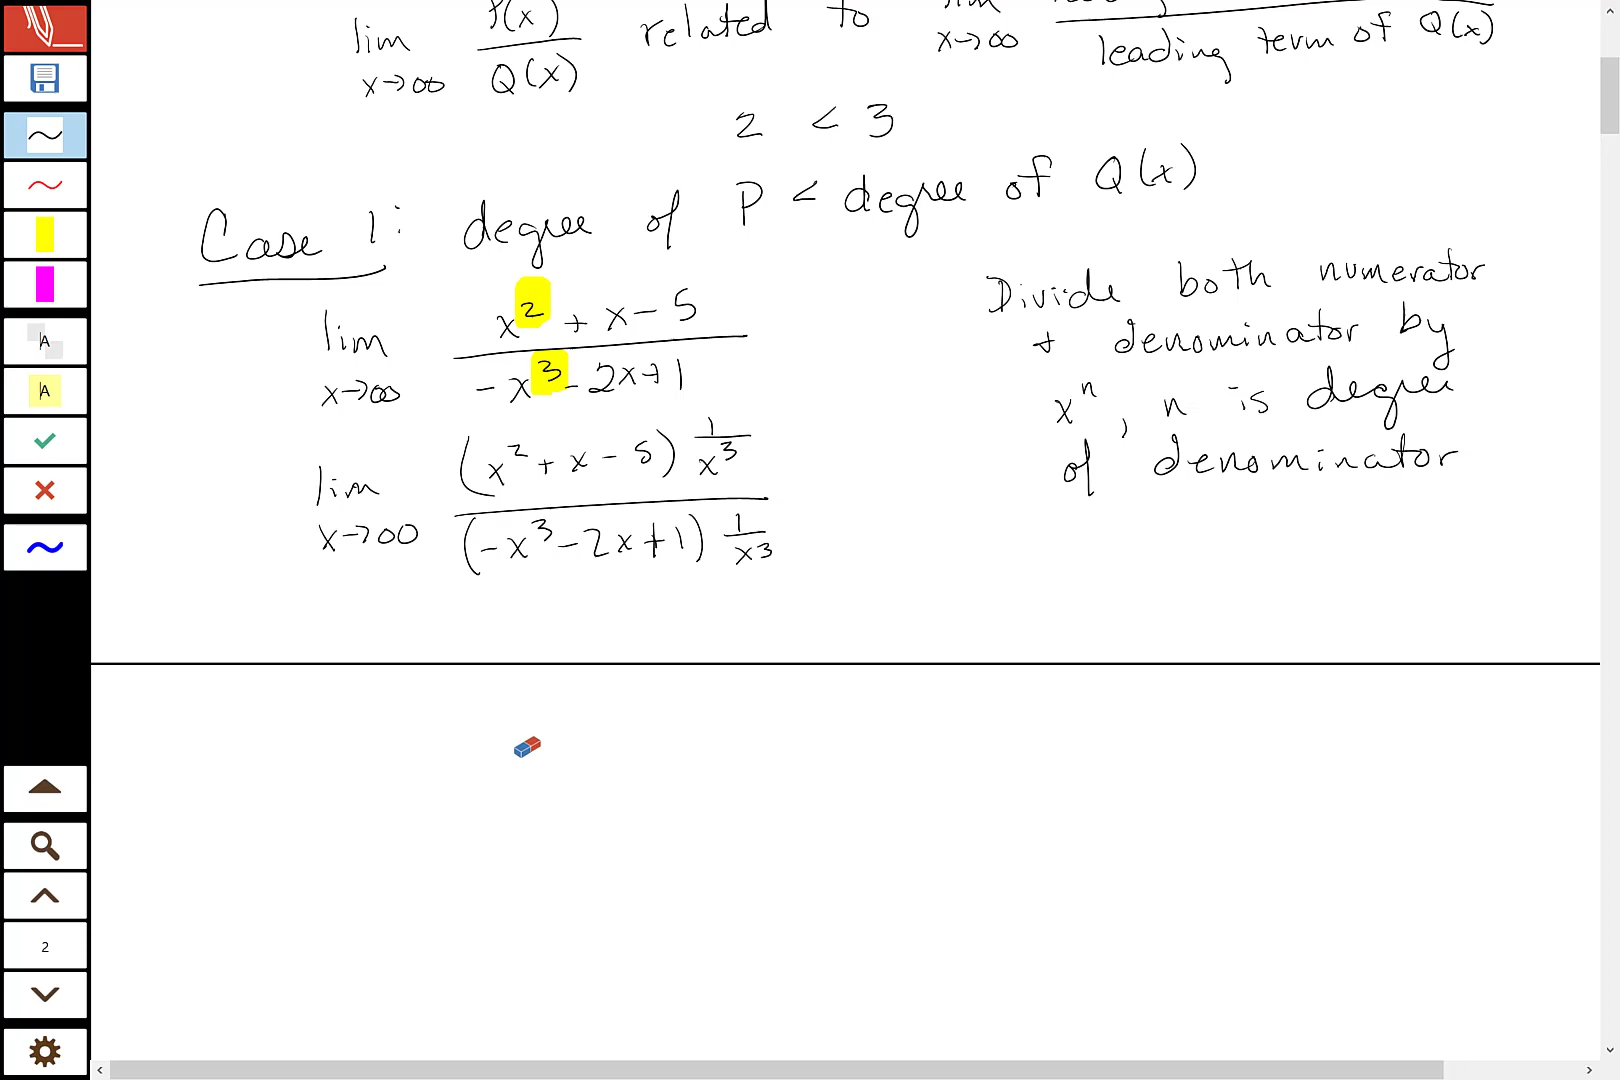 lim x→∞ P(x)/Q(x) related to lim x→∞ /leading term of Q(x)
2 < 3
Case 1: degree of P < degree of Q(x)
lim x→∞ (x² + x - 5)/(-x³ - 2x + 1)
lim x→∞ ((x² + x - 5) 1/x³)/((-x³ - 2x + 1) 1/x³)
Divide both numerator
+ denominator by
xⁿ, n is degree
of denominator
A
A
2